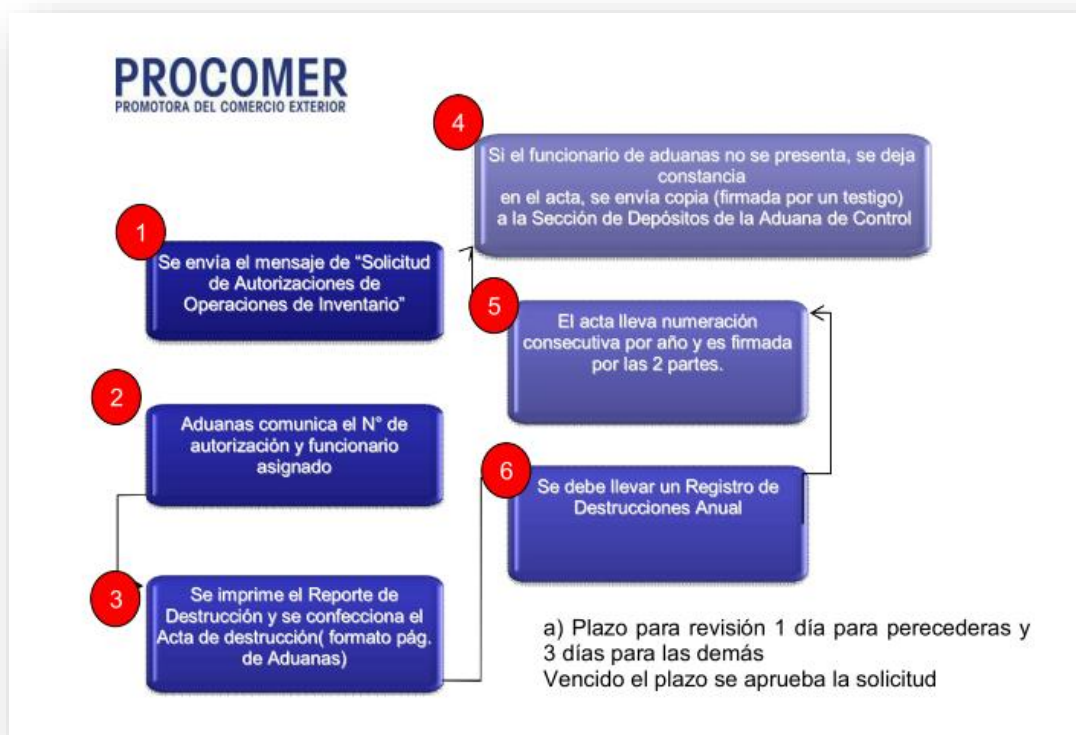 PROCOMER
PROMOTORA DEL COMERCIO EXTERIOR
1
Se envía el mensaje de “Solicitud
de Autorizaciones de
Operaciones de Inventario”
2
Aduanas comunica el N° de
autorización y funcionario
asignado
3
Se imprime el Reporte de
Destrucción y se confecciona el
Acta de destrucción( formato pág.
de Aduanas)
4
Si el funcionario de aduanas no se presenta, se deja
constancia
en el acta, se envía copia (firmada por un testigo)
a la Sección de Depósitos de la Aduana de Control
5
El acta lleva numeración
consecutiva por año y es firmada
por las 2 partes.
6
Se debe llevar un Registro de
Destrucciones Anual
a) Plazo para revisión 1 día para perecederas y
3 días para las demás
Vencido el plazo se aprueba la solicitud